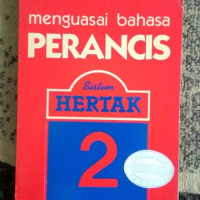 menguasai bahasa
PERANCIS
Sistem
HERTAK
2